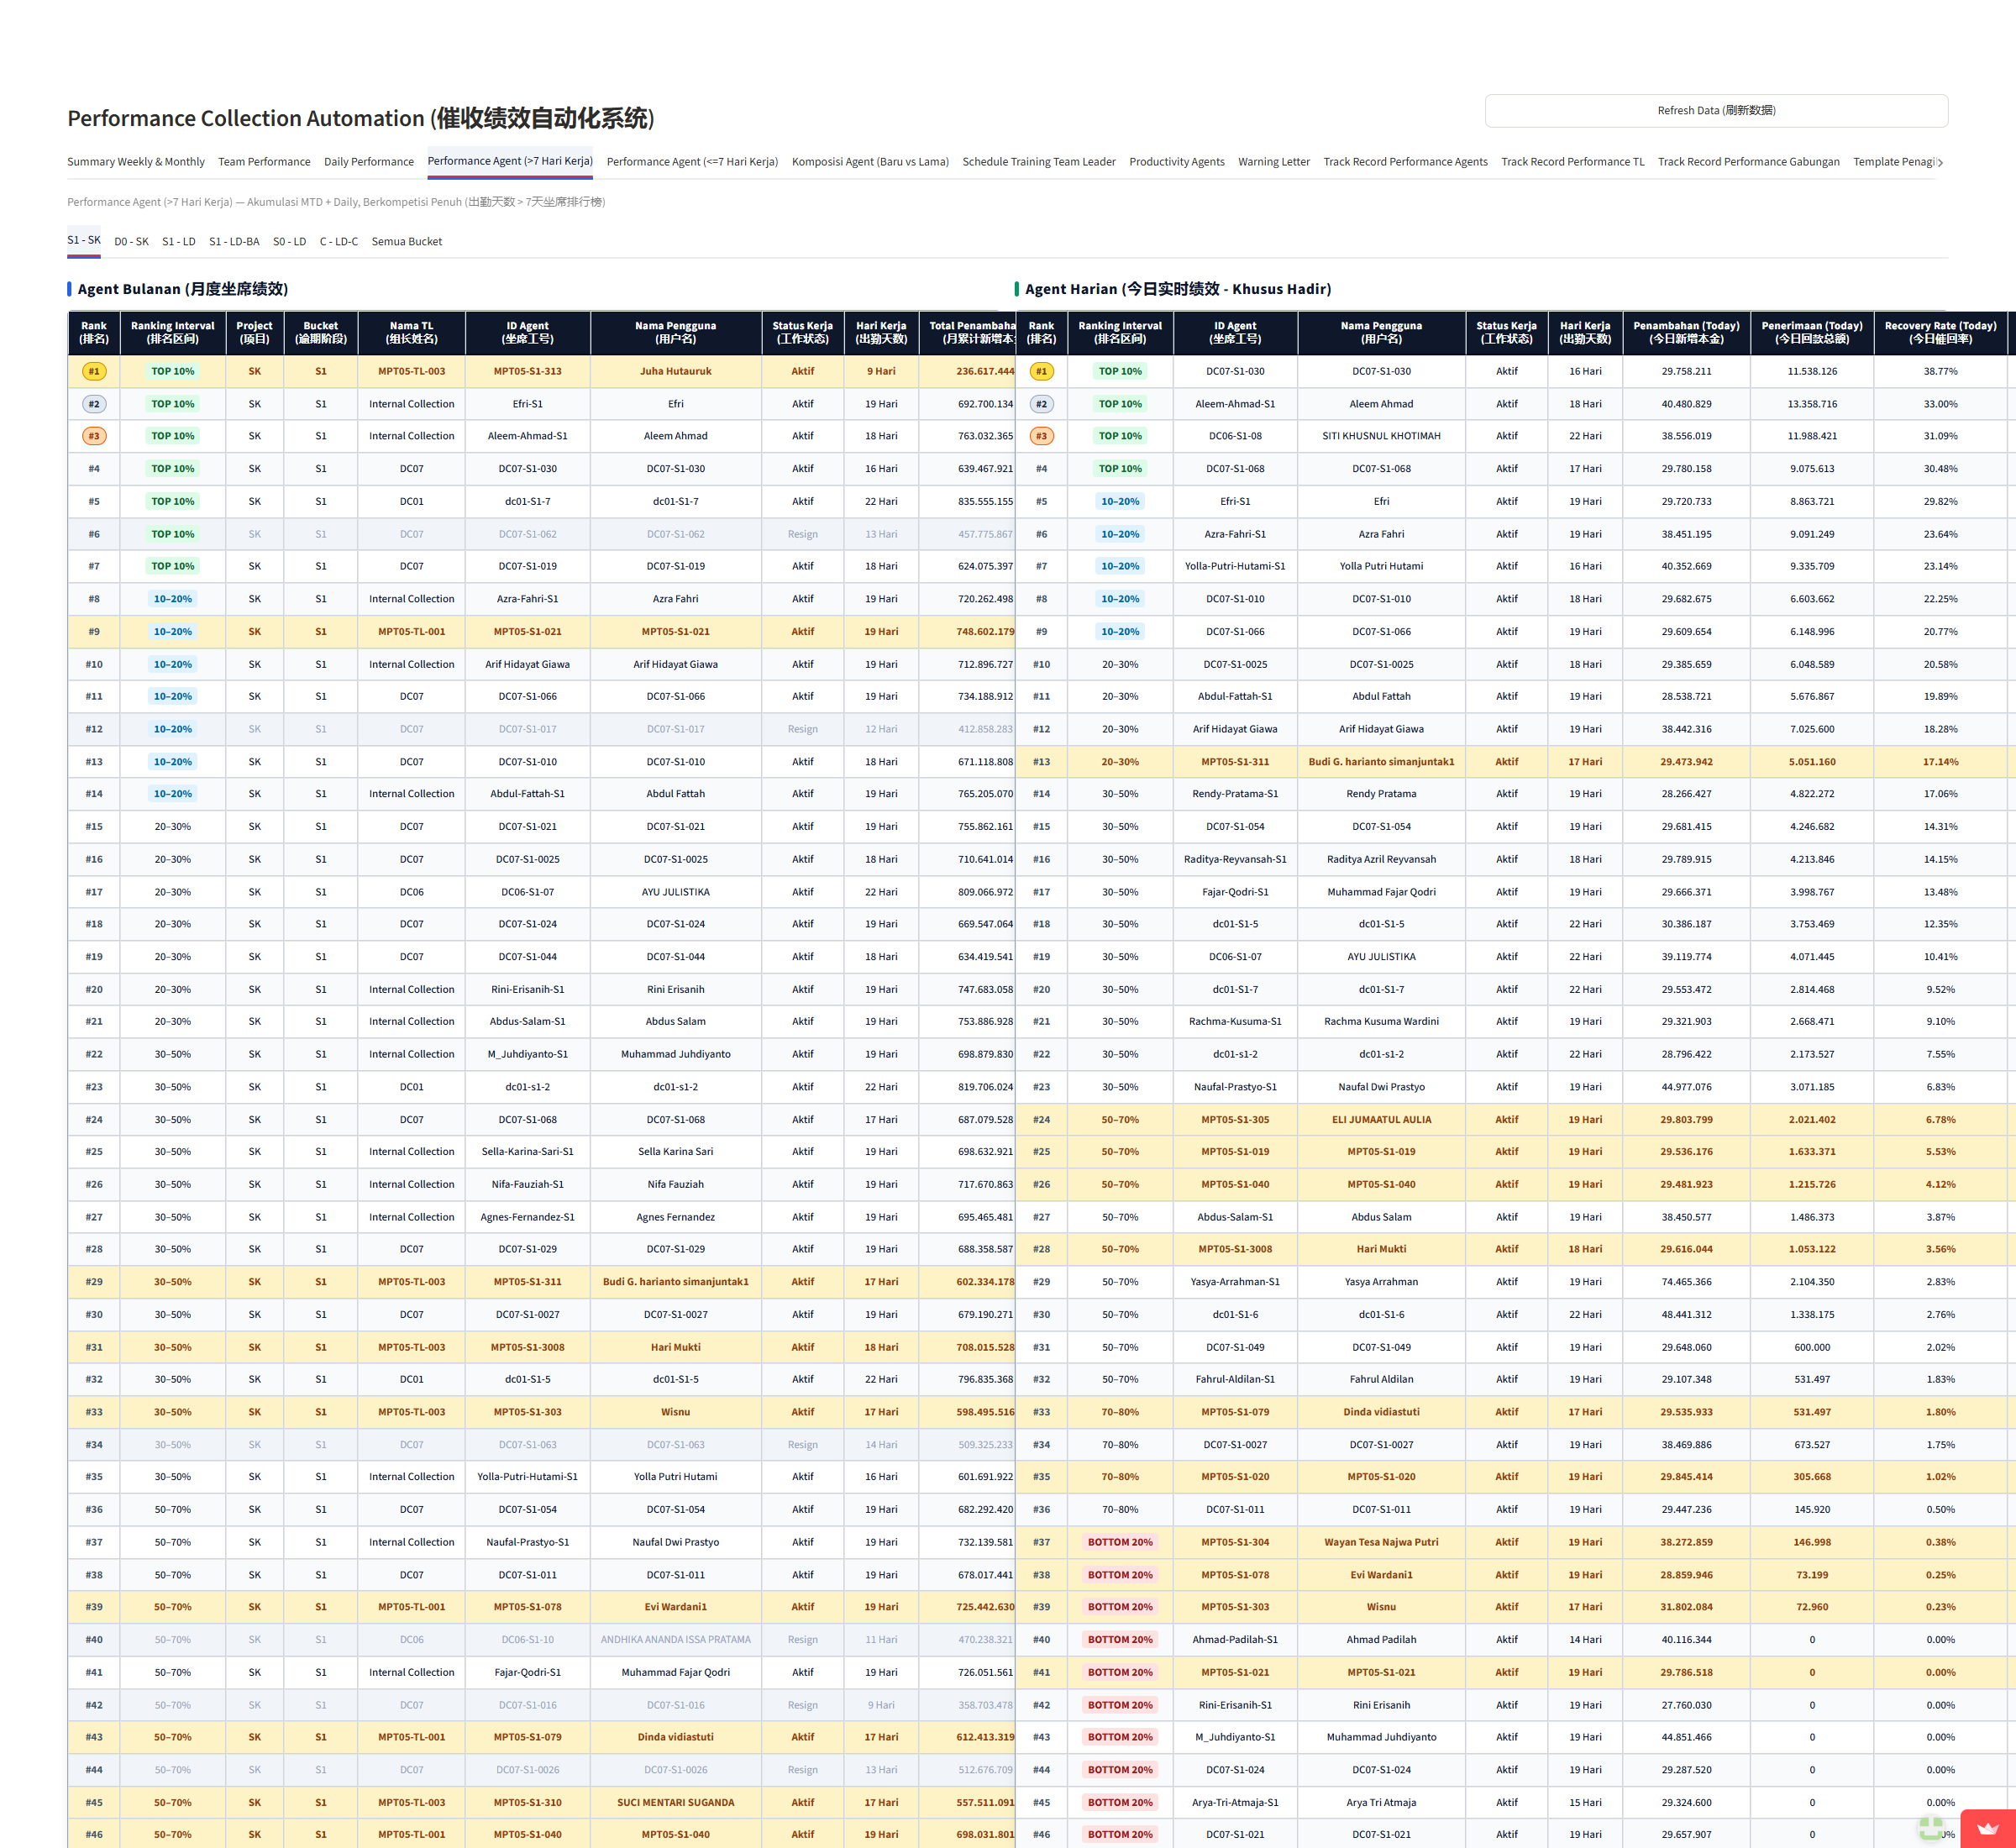 Performance Collection Automation (催收绩效自动化系统)
Refresh Data (刷新数据)
Summary Weekly & Monthly Team Performance Daily Performance Performance Agent (>7 Hari Kerja) Performance Agent (<=7 Hari Kerja) Komposisi Agent (Baru vs Lama) Schedule Training Team Leader Productivity Agents Warning Letter Track Record Performance Agents Track Record Performance TL Track Record Performance Gabungan Template Penagi
Performance Agent (>7 Hari Kerja) — Akumulasi MTD + Daily, Berkompetisi Penuh (出勤天数 > 7天坐席排行榜)
S1 - SK D0 - SK S1 - LD S1 - LD-BA S0 - LD C - LD-C Semua Bucket
Agent Bulanan (月度坐席绩效)
Rank Ranking Interval Project Bucket Nama TL ID Agent Nama Pengguna Status Kerja Hari Kerja Total Penambaha
(排名) (排名区间) (项目) (逾期阶段) (组长姓名) (坐席工号) (用户名) (工作状态) (出勤天数) (月累计新增本
#1 TOP 10% SK S1 MPT05-TL-003 MPT05-S1-313 Juha Hutauruk Aktif 9 Hari 236.617.444
#2 TOP 10% SK S1 Internal Collection Efri-S1 Efri Aktif 19 Hari 692.700.134
#3 TOP 10% SK S1 Internal Collection Aleem-Ahmad-S1 Aleem Ahmad Aktif 18 Hari 763.032.365
#4 TOP 10% SK S1 DC07 DC07-S1-030 DC07-S1-030 Aktif 16 Hari 639.467.921
#5 TOP 10% SK S1 DC01 dc01-S1-7 dc01-S1-7 Aktif 22 Hari 835.555.155
#6 TOP 10% SK S1 DC07 DC07-S1-062 DC07-S1-062 Resign 13 Hari 457.775.867
#7 TOP 10% SK S1 DC07 DC07-S1-019 DC07-S1-019 Aktif 18 Hari 624.075.397
#8 10–20% SK S1 Internal Collection Azra-Fahri-S1 Azra Fahri Aktif 19 Hari 720.262.498
#9 10–20% SK S1 MPT05-TL-001 MPT05-S1-021 MPT05-S1-021 Aktif 19 Hari 748.602.179
#10 10–20% SK S1 Internal Collection Arif Hidayat Giawa Arif Hidayat Giawa Aktif 19 Hari 712.896.727
#11 10–20% SK S1 DC07 DC07-S1-066 DC07-S1-066 Aktif 19 Hari 734.188.912
#12 10–20% SK S1 DC07 DC07-S1-017 DC07-S1-017 Resign 12 Hari 412.858.283
#13 10–20% SK S1 DC07 DC07-S1-010 DC07-S1-010 Aktif 18 Hari 671.118.808
#14 10–20% SK S1 Internal Collection Abdul-Fattah-S1 Abdul Fattah Aktif 19 Hari 765.205.070
#15 20–30% SK S1 DC07 DC07-S1-021 DC07-S1-021 Aktif 19 Hari 755.862.161
#16 20–30% SK S1 DC07 DC07-S1-0025 DC07-S1-0025 Aktif 18 Hari 710.641.014
#17 20–30% SK S1 DC06 DC06-S1-07 AYU JULISTIKA Aktif 22 Hari 809.066.972
#18 20–30% SK S1 DC07 DC07-S1-024 DC07-S1-024 Aktif 19 Hari 669.547.064
#19 20–30% SK S1 DC07 DC07-S1-044 DC07-S1-044 Aktif 18 Hari 634.419.541
#20 20–30% SK S1 Internal Collection Rini-Erisanih-S1 Rini Erisanih Aktif 19 Hari 747.683.058
#21 20–30% SK S1 Internal Collection Abdus-Salam-S1 Abdus Salam Aktif 19 Hari 753.886.928
#22 30–50% SK S1 Internal Collection M_Juhdiyanto-S1 Muhammad Juhdiyanto Aktif 19 Hari 698.879.830
#23 30–50% SK S1 DC01 dc01-s1-2 dc01-s1-2 Aktif 22 Hari 819.706.024
#24 30–50% SK S1 DC07 DC07-S1-068 DC07-S1-068 Aktif 17 Hari 687.079.528
#25 30–50% SK S1 Internal Collection Sella-Karina-Sari-S1 Sella Karina Sari Aktif 19 Hari 698.632.921
#26 30–50% SK S1 Internal Collection Nifa-Fauziah-S1 Nifa Fauziah Aktif 19 Hari 717.670.863
#27 30–50% SK S1 Internal Collection Agnes-Fernandez-S1 Agnes Fernandez Aktif 19 Hari 695.465.481
#28 30–50% SK S1 DC07 DC07-S1-029 DC07-S1-029 Aktif 19 Hari 688.358.587
#29 30–50% SK S1 MPT05-TL-003 MPT05-S1-311 Budi G. harianto simanjuntak1 Aktif 17 Hari 602.334.178
#30 30–50% SK S1 DC07 DC07-S1-0027 DC07-S1-0027 Aktif 19 Hari 679.190.271
#31 30–50% SK S1 MPT05-TL-003 MPT05-S1-3008 Hari Mukti Aktif 18 Hari 708.015.528
#32 30–50% SK S1 DC01 dc01-S1-5 dc01-S1-5 Aktif 22 Hari 796.835.368
#33 30–50% SK S1 MPT05-TL-003 MPT05-S1-303 Wisnu Aktif 17 Hari 598.495.516
#34 30–50% SK S1 DC07 DC07-S1-063 DC07-S1-063 Resign 14 Hari 509.325.233
#35 30–50% SK S1 Internal Collection Yolla-Putri-Hutami-S1 Yolla Putri Hutami Aktif 16 Hari 601.691.922
#36 50–70% SK S1 DC07 DC07-S1-054 DC07-S1-054 Aktif 19 Hari 682.292.420
#37 50–70% SK S1 Internal Collection Naufal-Prastyo-S1 Naufal Dwi Prastyo Aktif 19 Hari 732.139.581
#38 50–70% SK S1 DC07 DC07-S1-011 DC07-S1-011 Aktif 19 Hari 678.017.441
#39 50–70% SK S1 MPT05-TL-001 MPT05-S1-078 Evi Wardani1 Aktif 19 Hari 725.442.630
#40 50–70% SK S1 DC06 DC06-S1-10 ANDHIKA ANANDA ISSA PRATAMA Resign 11 Hari 470.238.321
#41 50–70% SK S1 Internal Collection Fajar-Qodri-S1 Muhammad Fajar Qodri Aktif 19 Hari 726.051.561
#42 50–70% SK S1 DC07 DC07-S1-016 DC07-S1-016 Resign 9 Hari 358.703.478
#43 50–70% SK S1 MPT05-TL-001 MPT05-S1-079 Dinda vidiastuti Aktif 17 Hari 612.413.319
#44 50–70% SK S1 DC07 DC07-S1-0026 DC07-S1-0026 Resign 13 Hari 512.676.709
#45 50–70% SK S1 MPT05-TL-003 MPT05-S1-310 SUCI MENTARI SUGANDA Aktif 17 Hari 557.511.091
#46 50–70% SK S1 MPT05-TL-001 MPT05-S1-040 MPT05-S1-040 Aktif 19 Hari 698.031.801
Agent Harian (今日实时绩效 - Khusus Hadir)
Rank Ranking Interval ID Agent Nama Pengguna Status Kerja Hari Kerja Penambahan (Today) Penerimaan (Today) Recovery Rate (Today)
(排名) (排名区间) (坐席工号) (用户名) (工作状态) (出勤天数) (今日新增本金) (今日回款总额) (今日催回率)
#1 TOP 10% DC07-S1-030 DC07-S1-030 Aktif 16 Hari 29.758.211 11.538.126 38.77%
#2 TOP 10% Aleem-Ahmad-S1 Aleem Ahmad Aktif 18 Hari 40.480.829 13.358.716 33.00%
#3 TOP 10% DC06-S1-08 SITI KHUSNUL KHOTIMAH Aktif 22 Hari 38.556.019 11.988.421 31.09%
#4 TOP 10% DC07-S1-068 DC07-S1-068 Aktif 17 Hari 29.780.158 9.075.613 30.48%
#5 10–20% Efri-S1 Efri Aktif 19 Hari 29.720.733 8.863.721 29.82%
#6 10–20% Azra-Fahri-S1 Azra Fahri Aktif 19 Hari 38.451.195 9.091.249 23.64%
#7 10–20% Yolla-Putri-Hutami-S1 Yolla Putri Hutami Aktif 16 Hari 40.352.669 9.335.709 23.14%
#8 10–20% DC07-S1-010 DC07-S1-010 Aktif 18 Hari 29.682.675 6.603.662 22.25%
#9 10–20% DC07-S1-066 DC07-S1-066 Aktif 19 Hari 29.609.654 6.148.996 20.77%
#10 20–30% DC07-S1-0025 DC07-S1-0025 Aktif 18 Hari 29.385.659 6.048.589 20.58%
#11 20–30% Abdul-Fattah-S1 Abdul Fattah Aktif 19 Hari 28.538.721 5.676.867 19.89%
#12 20–30% Arif Hidayat Giawa Arif Hidayat Giawa Aktif 19 Hari 38.442.316 7.025.600 18.28%
#13 20–30% MPT05-S1-311 Budi G. harianto simanjuntak1 Aktif 17 Hari 29.473.942 5.051.160 17.14%
#14 30–50% Rendy-Pratama-S1 Rendy Pratama Aktif 19 Hari 28.266.427 4.822.272 17.06%
#15 30–50% DC07-S1-054 DC07-S1-054 Aktif 19 Hari 29.681.415 4.246.682 14.31%
#16 30–50% Raditya-Reyvansah-S1 Raditya Azril Reyvansah Aktif 18 Hari 29.789.915 4.213.846 14.15%
#17 30–50% Fajar-Qodri-S1 Muhammad Fajar Qodri Aktif 19 Hari 29.666.371 3.998.767 13.48%
#18 30–50% dc01-S1-5 dc01-S1-5 Aktif 22 Hari 30.386.187 3.753.469 12.35%
#19 30–50% DC06-S1-07 AYU JULISTIKA Aktif 22 Hari 39.119.774 4.071.445 10.41%
#20 30–50% dc01-S1-7 dc01-S1-7 Aktif 22 Hari 29.553.472 2.814.468 9.52%
#21 30–50% Rachma-Kusuma-S1 Rachma Kusuma Wardini Aktif 19 Hari 29.321.903 2.668.471 9.10%
#22 30–50% dc01-s1-2 dc01-s1-2 Aktif 22 Hari 28.796.422 2.173.527 7.55%
#23 30–50% Naufal-Prastyo-S1 Naufal Dwi Prastyo Aktif 19 Hari 44.977.076 3.071.185 6.83%
#24 50–70% MPT05-S1-305 ELI JUMAATUL AULIA Aktif 19 Hari 29.803.799 2.021.402 6.78%
#25 50–70% MPT05-S1-019 MPT05-S1-019 Aktif 19 Hari 29.536.176 1.633.371 5.53%
#26 50–70% MPT05-S1-040 MPT05-S1-040 Aktif 19 Hari 29.481.923 1.215.726 4.12%
#27 50–70% Abdus-Salam-S1 Abdus Salam Aktif 19 Hari 38.450.577 1.486.373 3.87%
#28 50–70% MPT05-S1-3008 Hari Mukti Aktif 18 Hari 29.616.044 1.053.122 3.56%
#29 50–70% Yasya-Arrahman-S1 Yasya Arrahman Aktif 19 Hari 74.465.366 2.104.350 2.83%
#30 50–70% dc01-S1-6 dc01-S1-6 Aktif 22 Hari 48.441.312 1.338.175 2.76%
#31 50–70% DC07-S1-049 DC07-S1-049 Aktif 19 Hari 29.648.060 600.000 2.02%
#32 50–70% Fahrul-Aldilan-S1 Fahrul Aldilan Aktif 19 Hari 29.107.348 531.497 1.83%
#33 70–80% MPT05-S1-079 Dinda vidiastuti Aktif 17 Hari 29.535.933 531.497 1.80%
#34 70–80% DC07-S1-0027 DC07-S1-0027 Aktif 19 Hari 38.469.886 673.527 1.75%
#35 70–80% MPT05-S1-020 MPT05-S1-020 Aktif 19 Hari 29.845.414 305.668 1.02%
#36 70–80% DC07-S1-011 DC07-S1-011 Aktif 19 Hari 29.447.236 145.920 0.50%
#37 BOTTOM 20% MPT05-S1-304 Wayan Tesa Najwa Putri Aktif 19 Hari 38.272.859 146.998 0.38%
#38 BOTTOM 20% MPT05-S1-078 Evi Wardani1 Aktif 19 Hari 28.859.946 73.199 0.25%
#39 BOTTOM 20% MPT05-S1-303 Wisnu Aktif 17 Hari 31.802.084 72.960 0.23%
#40 BOTTOM 20% Ahmad-Padilah-S1 Ahmad Padilah Aktif 14 Hari 40.116.344 0 0.00%
#41 BOTTOM 20% MPT05-S1-021 MPT05-S1-021 Aktif 19 Hari 29.786.518 0 0.00%
#42 BOTTOM 20% Rini-Erisanih-S1 Rini Erisanih Aktif 19 Hari 27.760.030 0 0.00%
#43 BOTTOM 20% M_Juhdiyanto-S1 Muhammad Juhdiyanto Aktif 19 Hari 44.851.466 0 0.00%
#44 BOTTOM 20% DC07-S1-024 DC07-S1-024 Aktif 19 Hari 29.287.520 0 0.00%
#45 BOTTOM 20% Arya-Tri-Atmaja-S1 Arya Tri Atmaja Aktif 15 Hari 29.324.600 0 0.00%
#46 BOTTOM 20% DC07-S1-021 DC07-S1-021 Aktif 19 Hari 29.657.907 0